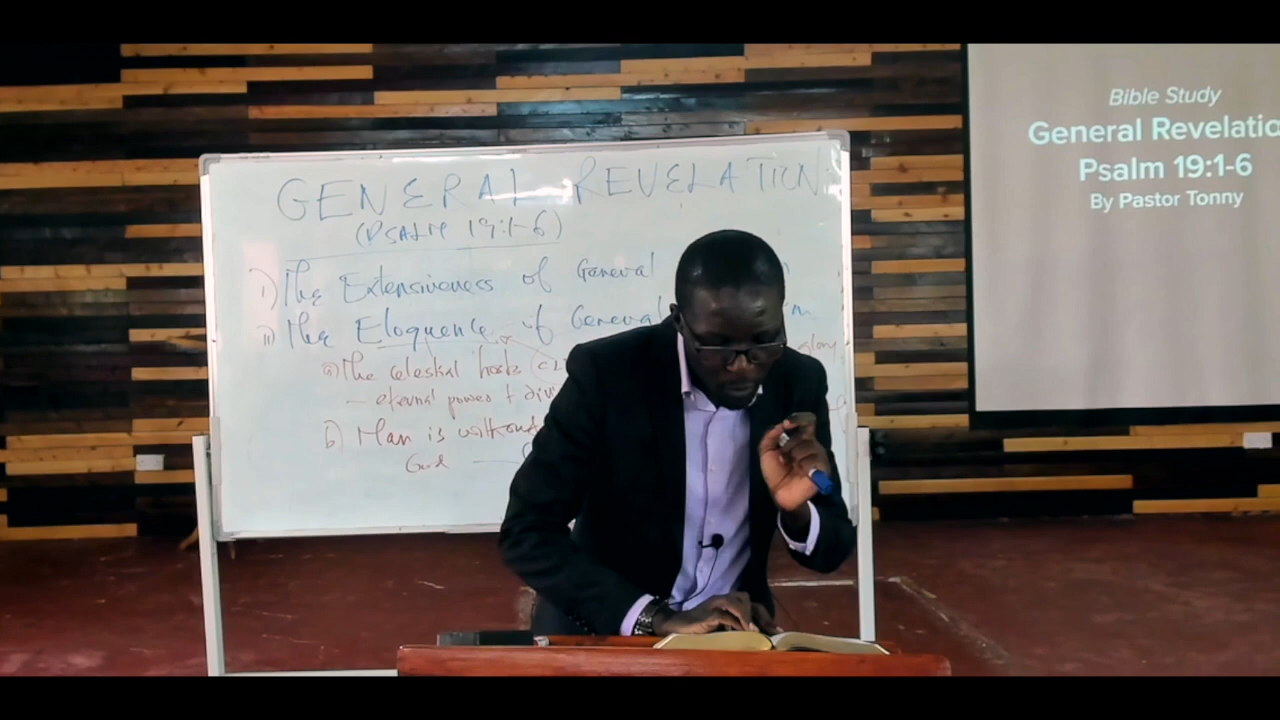 GENERAL REVELATION
(PSALM 19:1-6)
i) The Extensiveness of General
ii) The Eloquence of General
a) The celestial hosts
glory
- eternal power +
b) Man is without
God
Bible Study
General Revelatio
Psalm 19:1-6
By Pastor Tonny